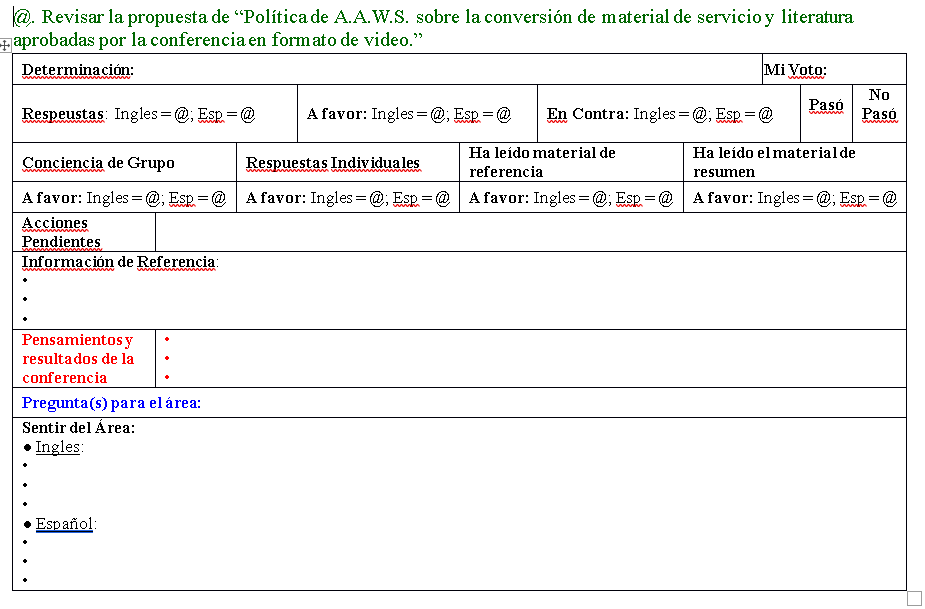 @. Revisar la propuesta de “Política de A.A.W.S. sobre la conversión de material de servicio y literatura
aprobadas por la conferencia en formato de video.”
Determinación:
Mi Voto:
Respeustas: Ingles = @; Esp = @
A favor: Ingles = @; Esp = @
En Contra: Ingles = @; Esp = @
Pasó
No
Pasó
Conciencia de Grupo
Respuestas Individuales
Ha leído material de
referencia
Ha leído el material de
resumen
A favor: Ingles = @; Esp = @
A favor: Ingles = @; Esp = @
A favor: Ingles = @; Esp = @
A favor: Ingles = @; Esp = @
Acciones
Pendientes
Información de Referencia:
•
•
•
Pensamientos y
resultados de la
conferencia
•
•
•
Pregunta(s) para el área:
Sentir del Área:
● Ingles:
•
•
•
● Español:
•
•
•